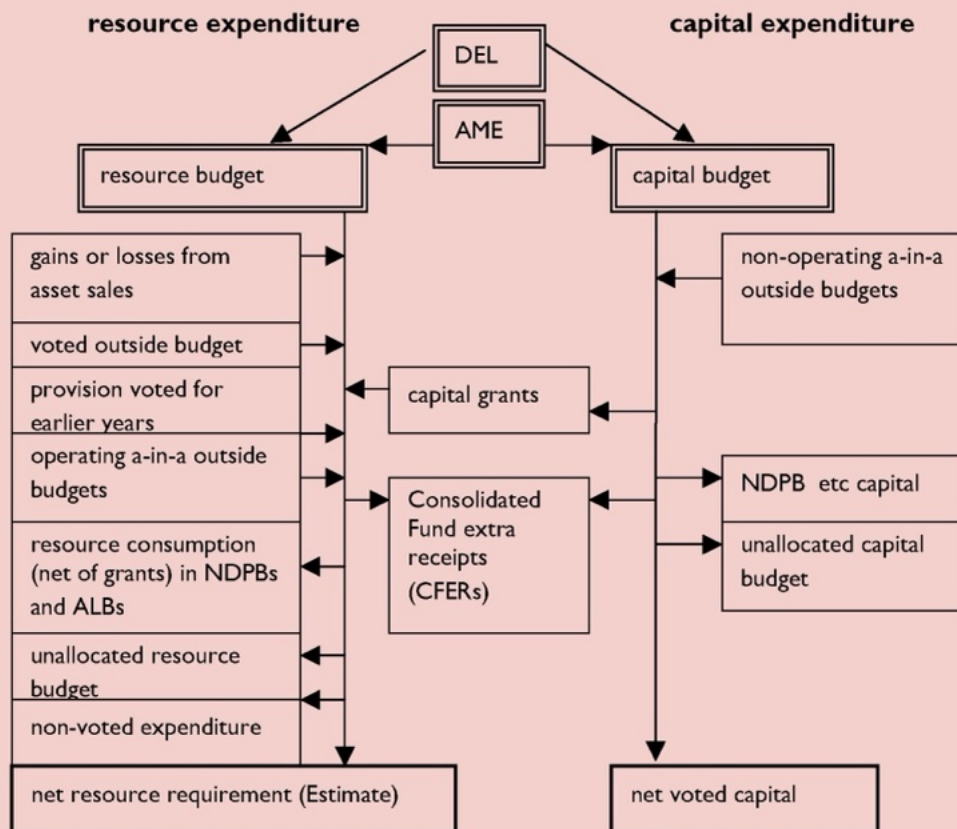 resource expenditure
capital expenditure
DEL
AME
resource budget
capital budget
gains or losses from
asset sales
voted outside budget
provision voted for
earlier years
operating a-in-a outside
budgets
resource consumption
(net of grants) in NDPBs
and ALBs
unallocated resource
budget
non-voted expenditure
capital grants
Consolidated
Fund extra
receipts
(CFERs)
non-operating a-in-a
outside budgets
NDPB etc capital
unallocated capital
budget
net resource requirement (Estimate)
net voted capital